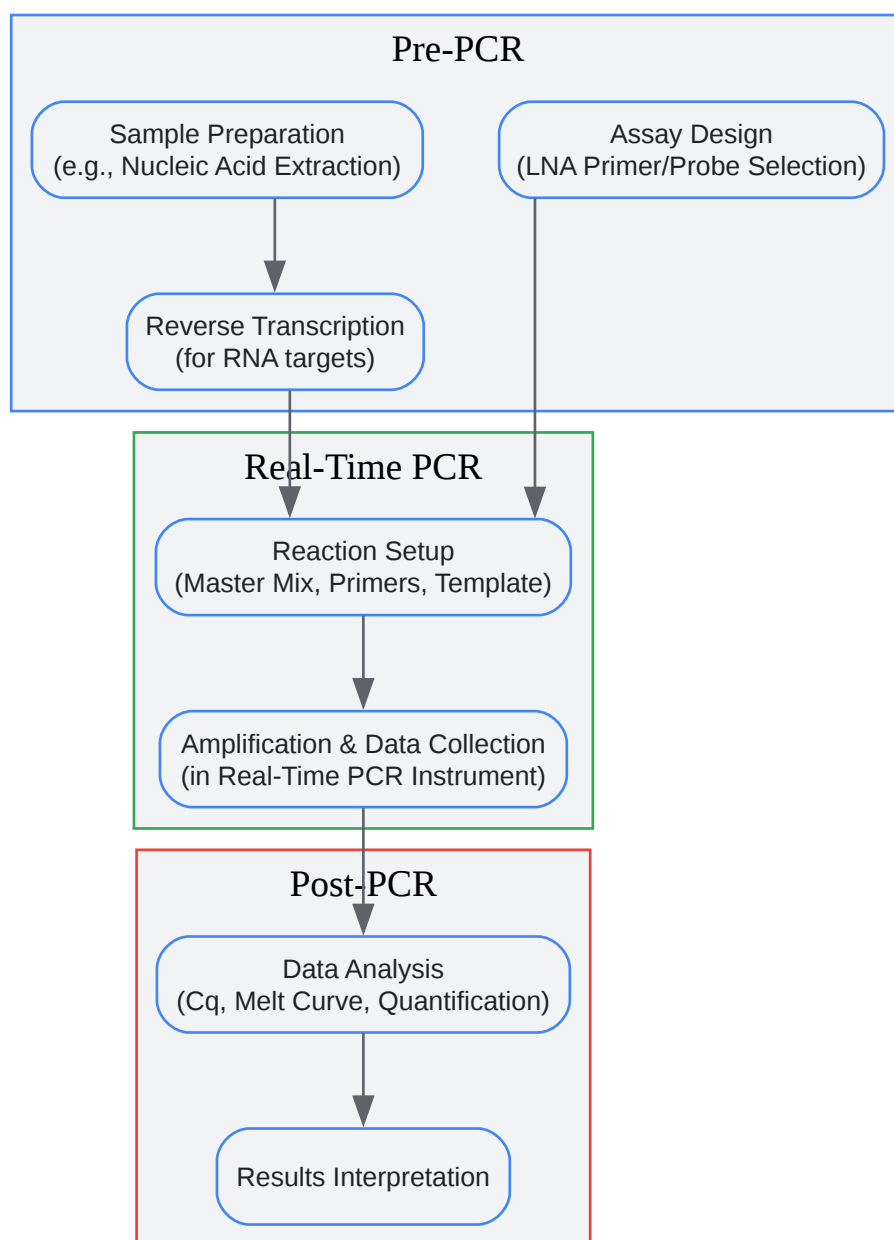 Pre-PCR
Sample Preparation
(e.g., Nucleic Acid Extraction)
Assay Design
(LNA Primer/Probe Selection)
Reverse Transcription
(for RNA targets)
Real-Time PCR
Reaction Setup
(Master Mix, Primers, Template)
Amplification & Data Collection
(in Real-Time PCR Instrument)
Post-PCR
Data Analysis
(Cq, Melt Curve, Quantification)
Results Interpretation